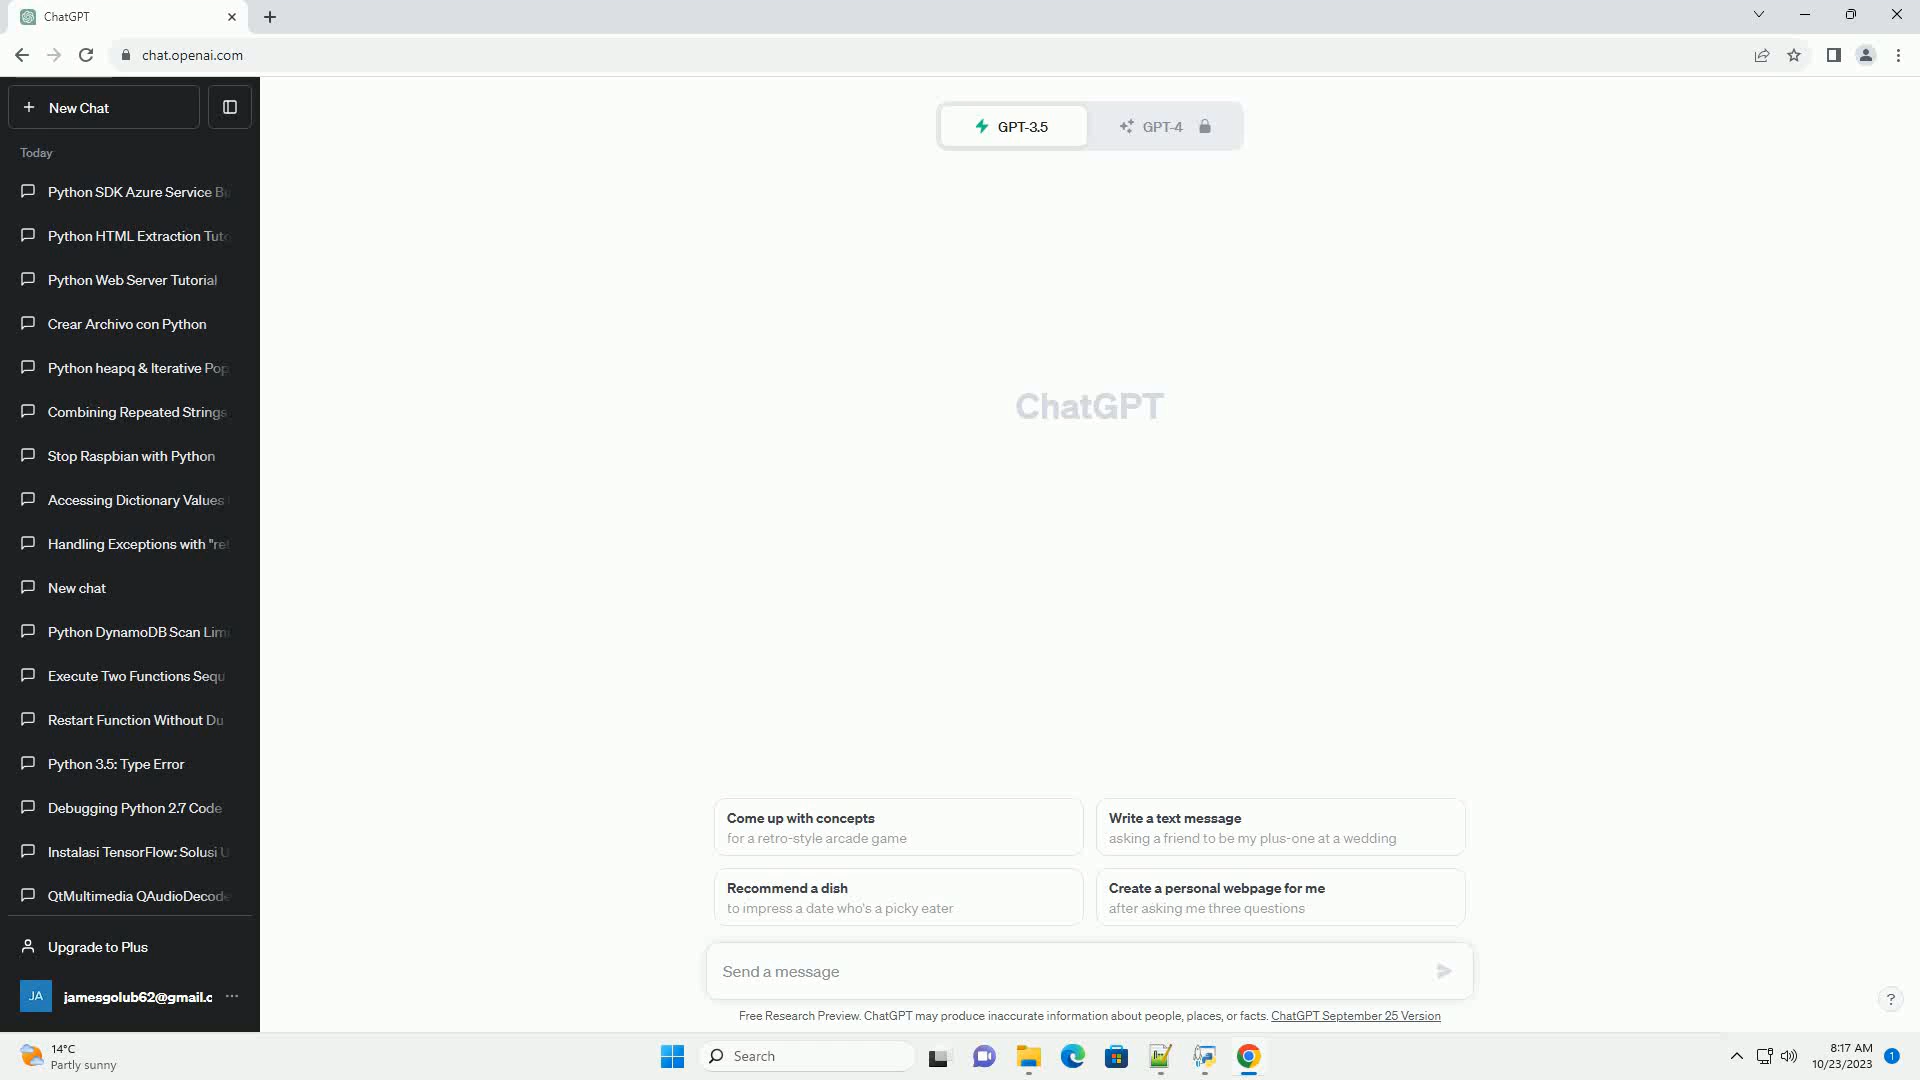 ChatGPT
chat.openai.com
New Chat
GPT-3.5
GPT-4
Today
Python SDK Azure Service
Python HTML Extraction
Python Web Server Tutorial
Crear Archivo con Python
Python heapq & Iterative Pop
Combining Repeated Strings
Stop Raspbian with Python
Accessing Dictionary Values
Handling Exceptions with "ret
New chat
Python DynamoDB Scan Lim
Execute Two Functions Sequ
Restart Function Without Du
Python 3.5: Type Error
Debugging Python 2.7 Code
Instalasi TensorFlow: Solusi U
QtMultimedia QAudioDecode
Upgrade to Plus
JA
jamesgolub62@gmail.c
ChatGPT
Come up with concepts
for a retro-style arcade game
Write a text message
asking a friend to be my plus-one at a wedding
Recommend a dish
to impress a date who's a picky eater
Create a personal webpage for me
after asking me three questions
Send a message
Free Research Preview. ChatGPT may produce inaccurate information about people, places, or facts. ChatGPT September 25 Version
?
14°C
Partly sunny
Search
8:17 AM
10/23/2023
1